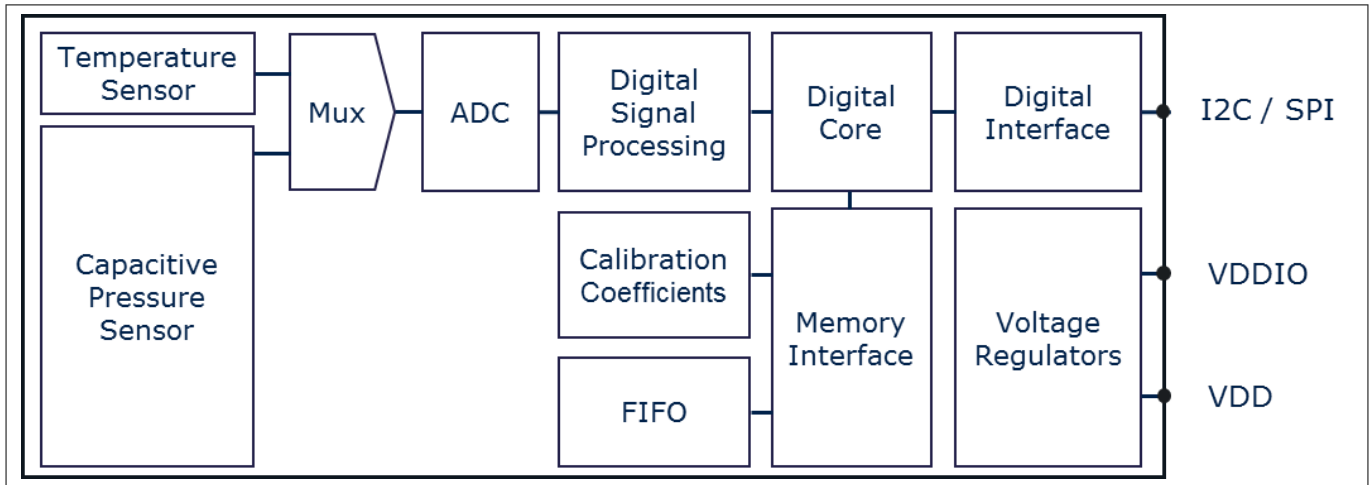 Temperature
Sensor
Mux
ADC
Digital
Signal
Processing
Digital
Core
Digital
Interface
I2C / SPI
Capacitive
Pressure
Sensor
Calibration
Coefficients
Memory
Interface
Voltage
Regulators
VDDIO
FIFO
VDD